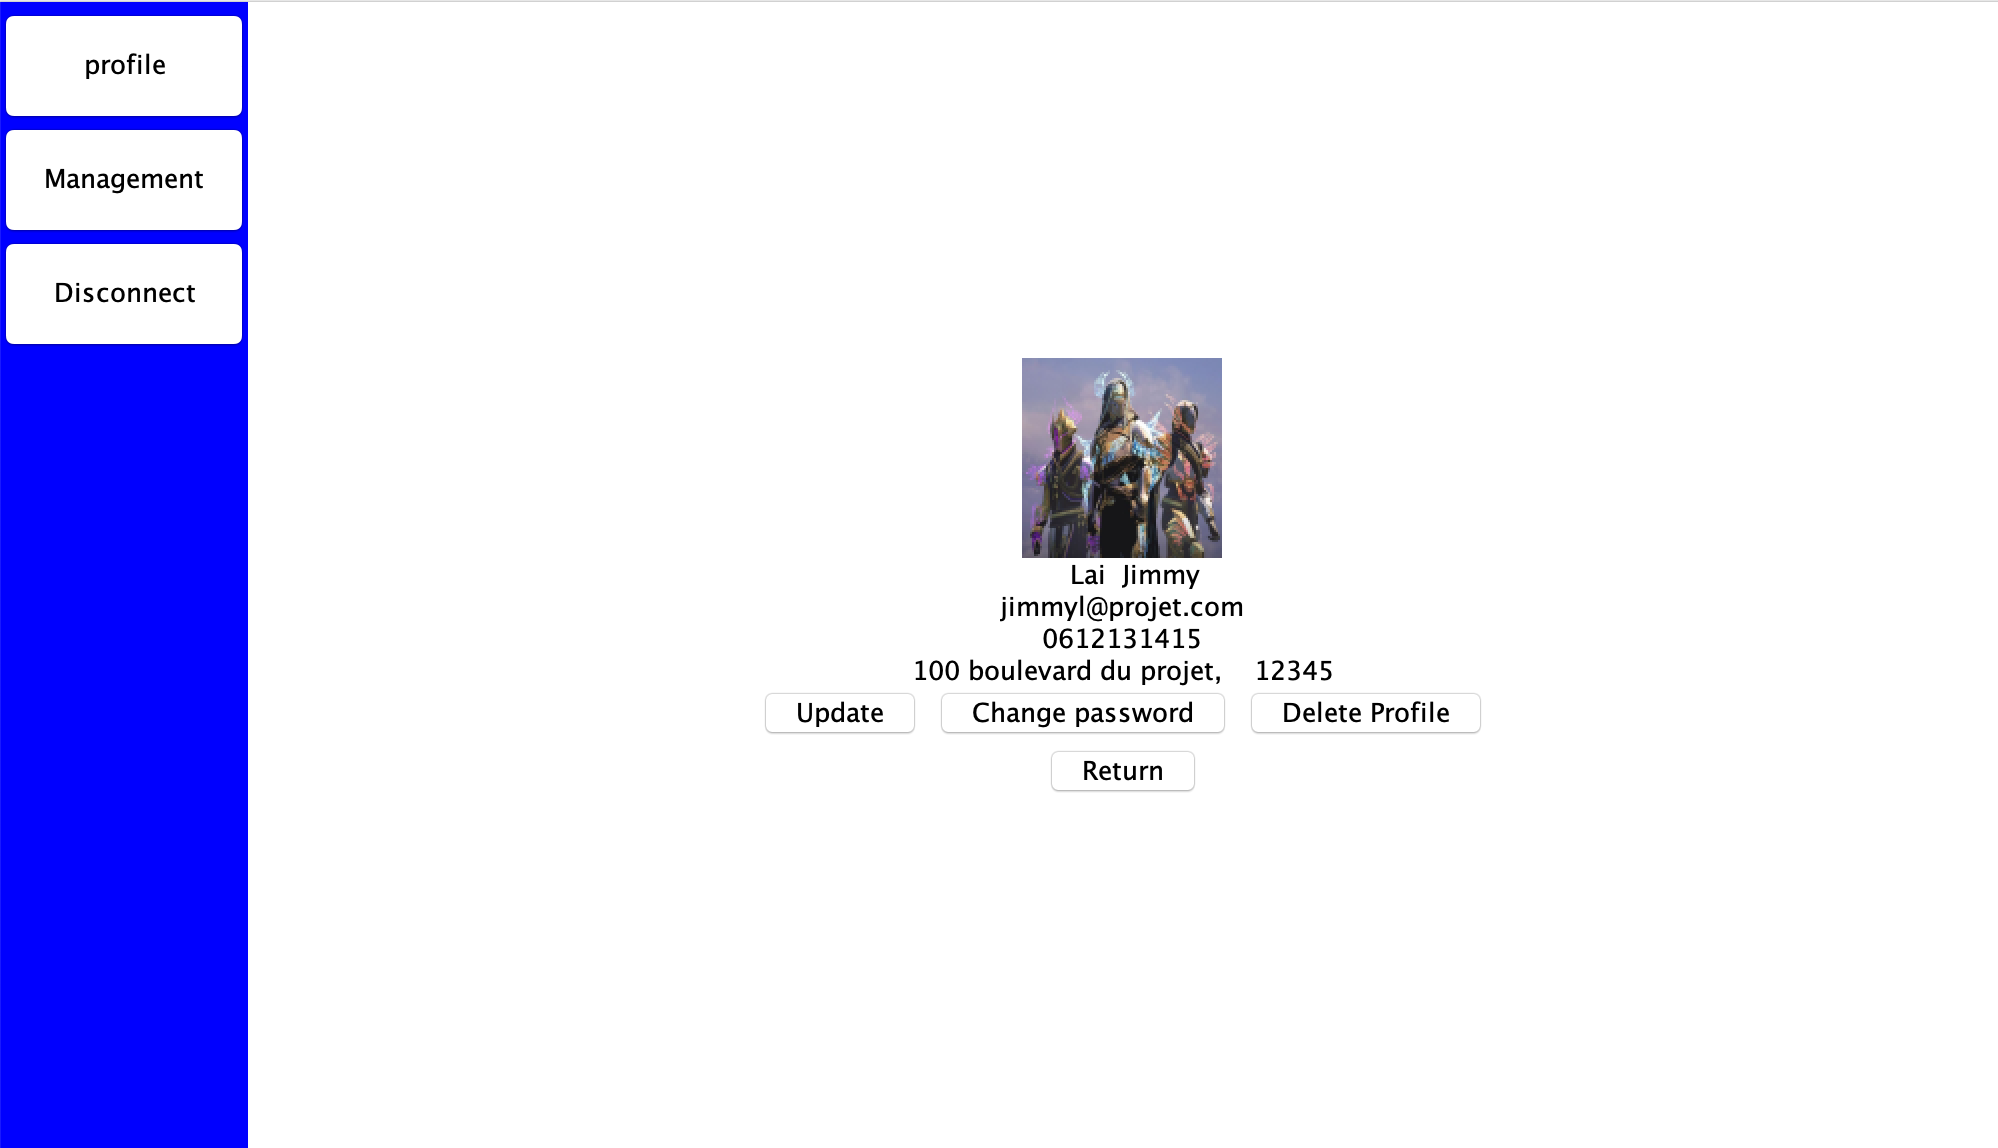 profile
Management
Disconnect
Lai Jimmy
jimmyl@projet.com
0612131415
100 boulevard du projet, 12345
Update Change password Delete Profile
Return